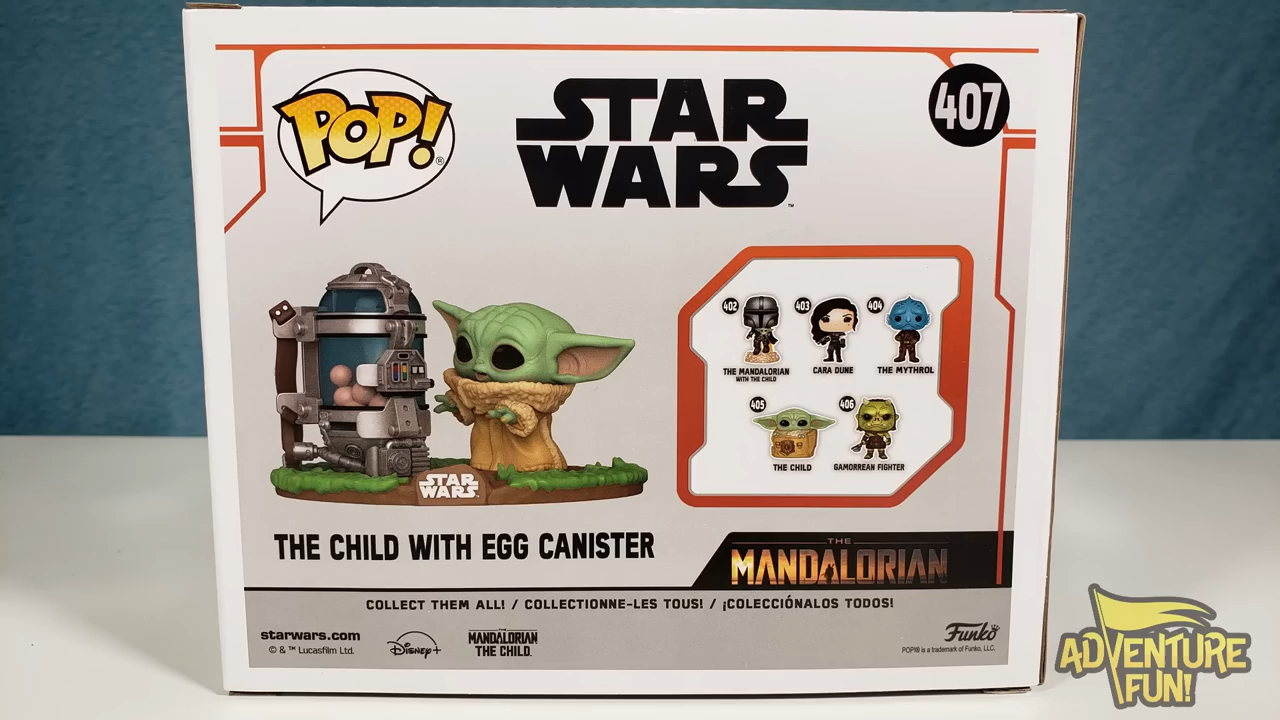 POP!
®
STAR
WARS
™
407
402
403
404
THE MANDALORIAN
WITH THE CHILD
CARA DUNE
THE MYTHROL
405
406
THE CHILD
GAMORREAN FIGHTER
STAR
WARS
THE CHILD WITH EGG CANISTER
THE
MANDALORIAN
COLLECT THEM ALL! / COLLECTIONNE-LES TOUS! / ¡COLECCIÓNALOS TODOS!
starwars.com
© & ™ Lucasfilm Ltd.
Disney+
THE
MANDALORIAN
THE CHILD.
Funko
POP!® is a trademark of Funko, LLC.
ADVENTURE
FUN!